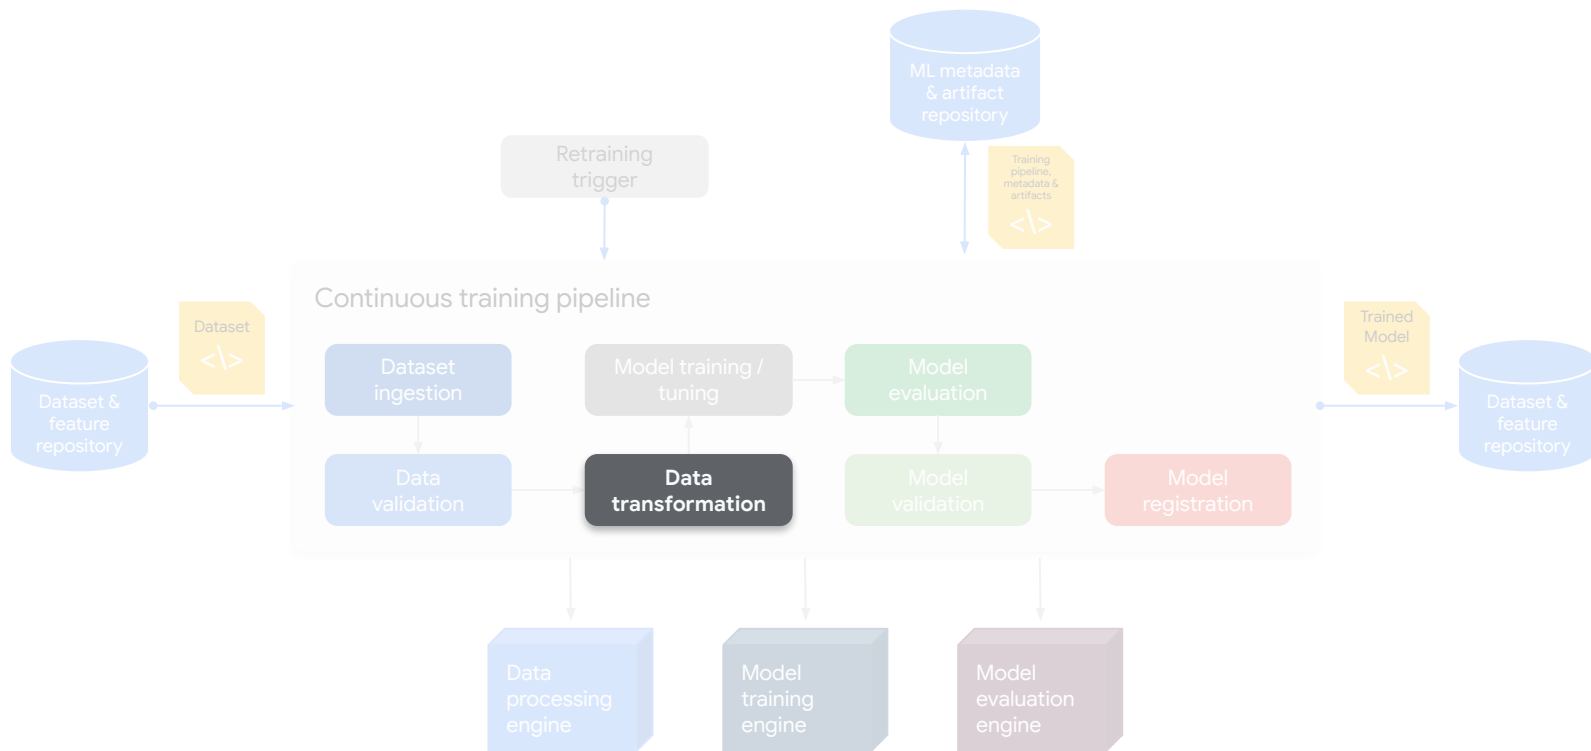 ML metadata
& artifact
repository
Retraining
trigger
Training
pipeline,
metadata &
artifacts
<\>
Continuous training pipeline
Dataset
<\>
Trained
Model
<\>
Dataset &
feature
repository
Dataset
ingestion
Model training /
tuning
Model
evaluation
Dataset &
feature
repository
Data
validation
Data
transformation
Model
validation
Model
registration
Data
processing
engine
Model
training
engine
Model
evaluation
engine